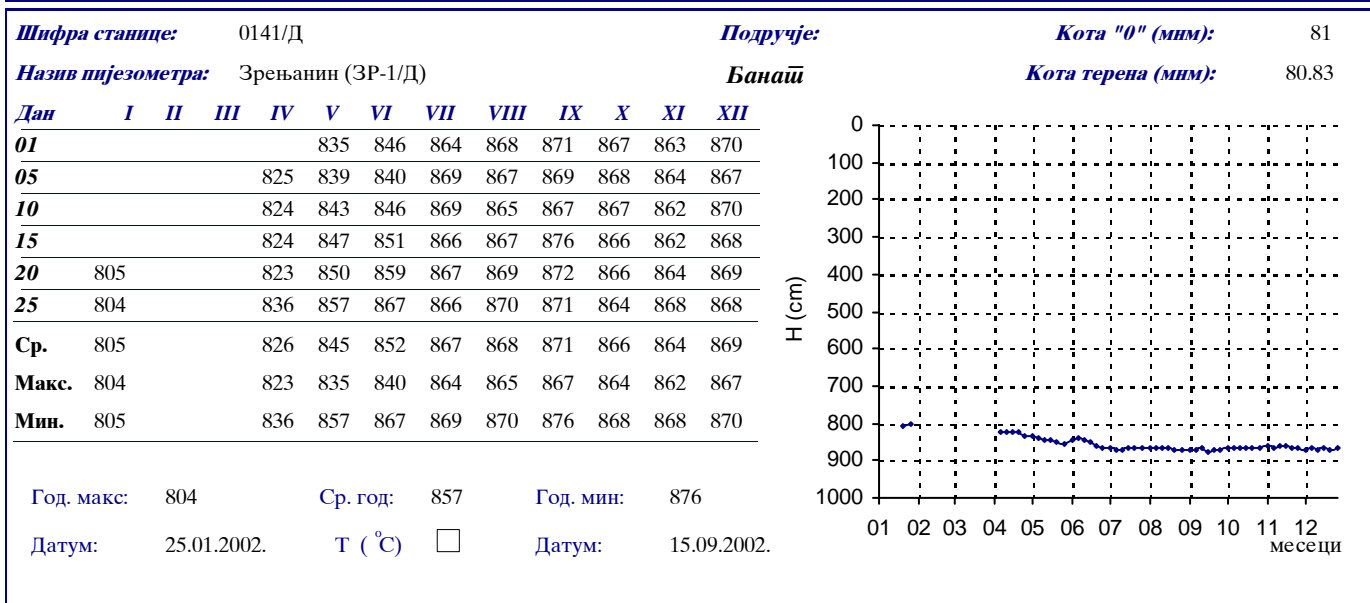 Шифра станице: 0141/Д Подручје: Кота "0" (мнм): 81
Назив пијезометра: Зрењанин (ЗР-1/Д) Банат Кота терена (мнм): 80.83
Дан I II III IV V VI VII VIII IX X XI XII
01 835 846 864 868 871 867 863 870
05 825 839 840 869 867 869 868 864 867
10 824 843 846 869 865 867 867 862 870
15 824 847 851 866 867 876 866 862 868
20 805 823 850 859 867 869 872 866 864 869
25 804 836 857 867 866 870 871 864 868 868
Ср. 805 826 845 852 867 868 871 866 864 869
Макс. 804 823 835 840 864 865 867 864 862 867
Мин. 805 836 857 867 869 870 876 868 868 870
Год. макс: 804 Ср. год: 857 Год. мин: 876
Датум: 25.01.2002. T ( °C) Датум: 15.09.2002.
0
100
200
300
400
500
600
700
800
900
1000
H (cm)
01 02 03 04 05 06 07 08 09 10 11 12
месеци